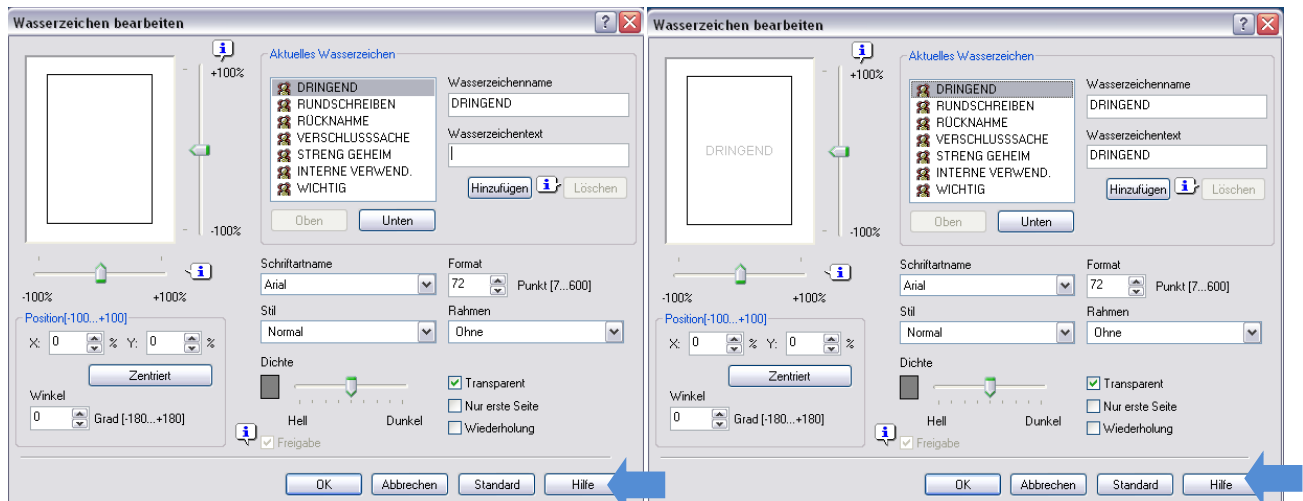 Wasserzeichen bearbeiten
+100%
-100%
-100%
+100%
Position[-100...+100]
X: 0 % Y: 0 %
Zentriert
Winkel
0 Grad [-180...+180]
Aktuelles Wasserzeichen
DRINGEND
RUNDSCHREIBEN
RÜCKNAHME
VERSCHLUSSSACHE
STRENG GEHEIM
INTERNE VERWEND.
WICHTIG
Oben Unten
Wasserzeichenname
DRINGEND
Wasserzeichentext
Hinzufügen Löschen
Schriftartname
Arial
Format
72 Punkt [7...600]
Stil
Normal
Rahmen
Ohne
Dichte
Hell Dunkel
Transparent
Nur erste Seite
Wiederholung
Freigabe
OK Abbrechen Standard Hilfe
Wasserzeichen bearbeiten
DRINGEND
+100%
-100%
-100%
+100%
Position[-100...+100]
X: 0 % Y: 0 %
Zentriert
Winkel
0 Grad [-180...+180]
Aktuelles Wasserzeichen
DRINGEND
RUNDSCHREIBEN
RÜCKNAHME
VERSCHLUSSSACHE
STRENG GEHEIM
INTERNE VERWEND.
WICHTIG
Oben Unten
Wasserzeichenname
DRINGEND
Wasserzeichentext
DRINGEND
Hinzufügen Löschen
Schriftartname
Arial
Format
72 Punkt [7...600]
Stil
Normal
Rahmen
Ohne
Dichte
Hell Dunkel
Transparent
Nur erste Seite
Wiederholung
Freigabe
OK Abbrechen Standard Hilfe